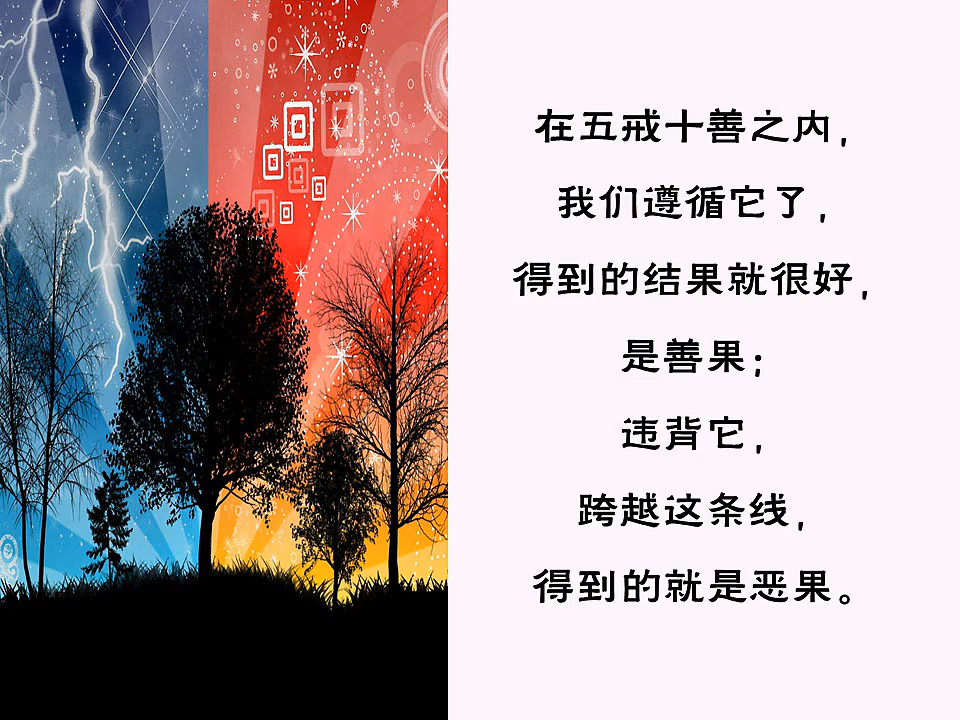 在五戒十善之内，
我们遵循它了，
得到的结果就很好，
是善果；
违背它，
跨越这条线，
得到的就是恶果。